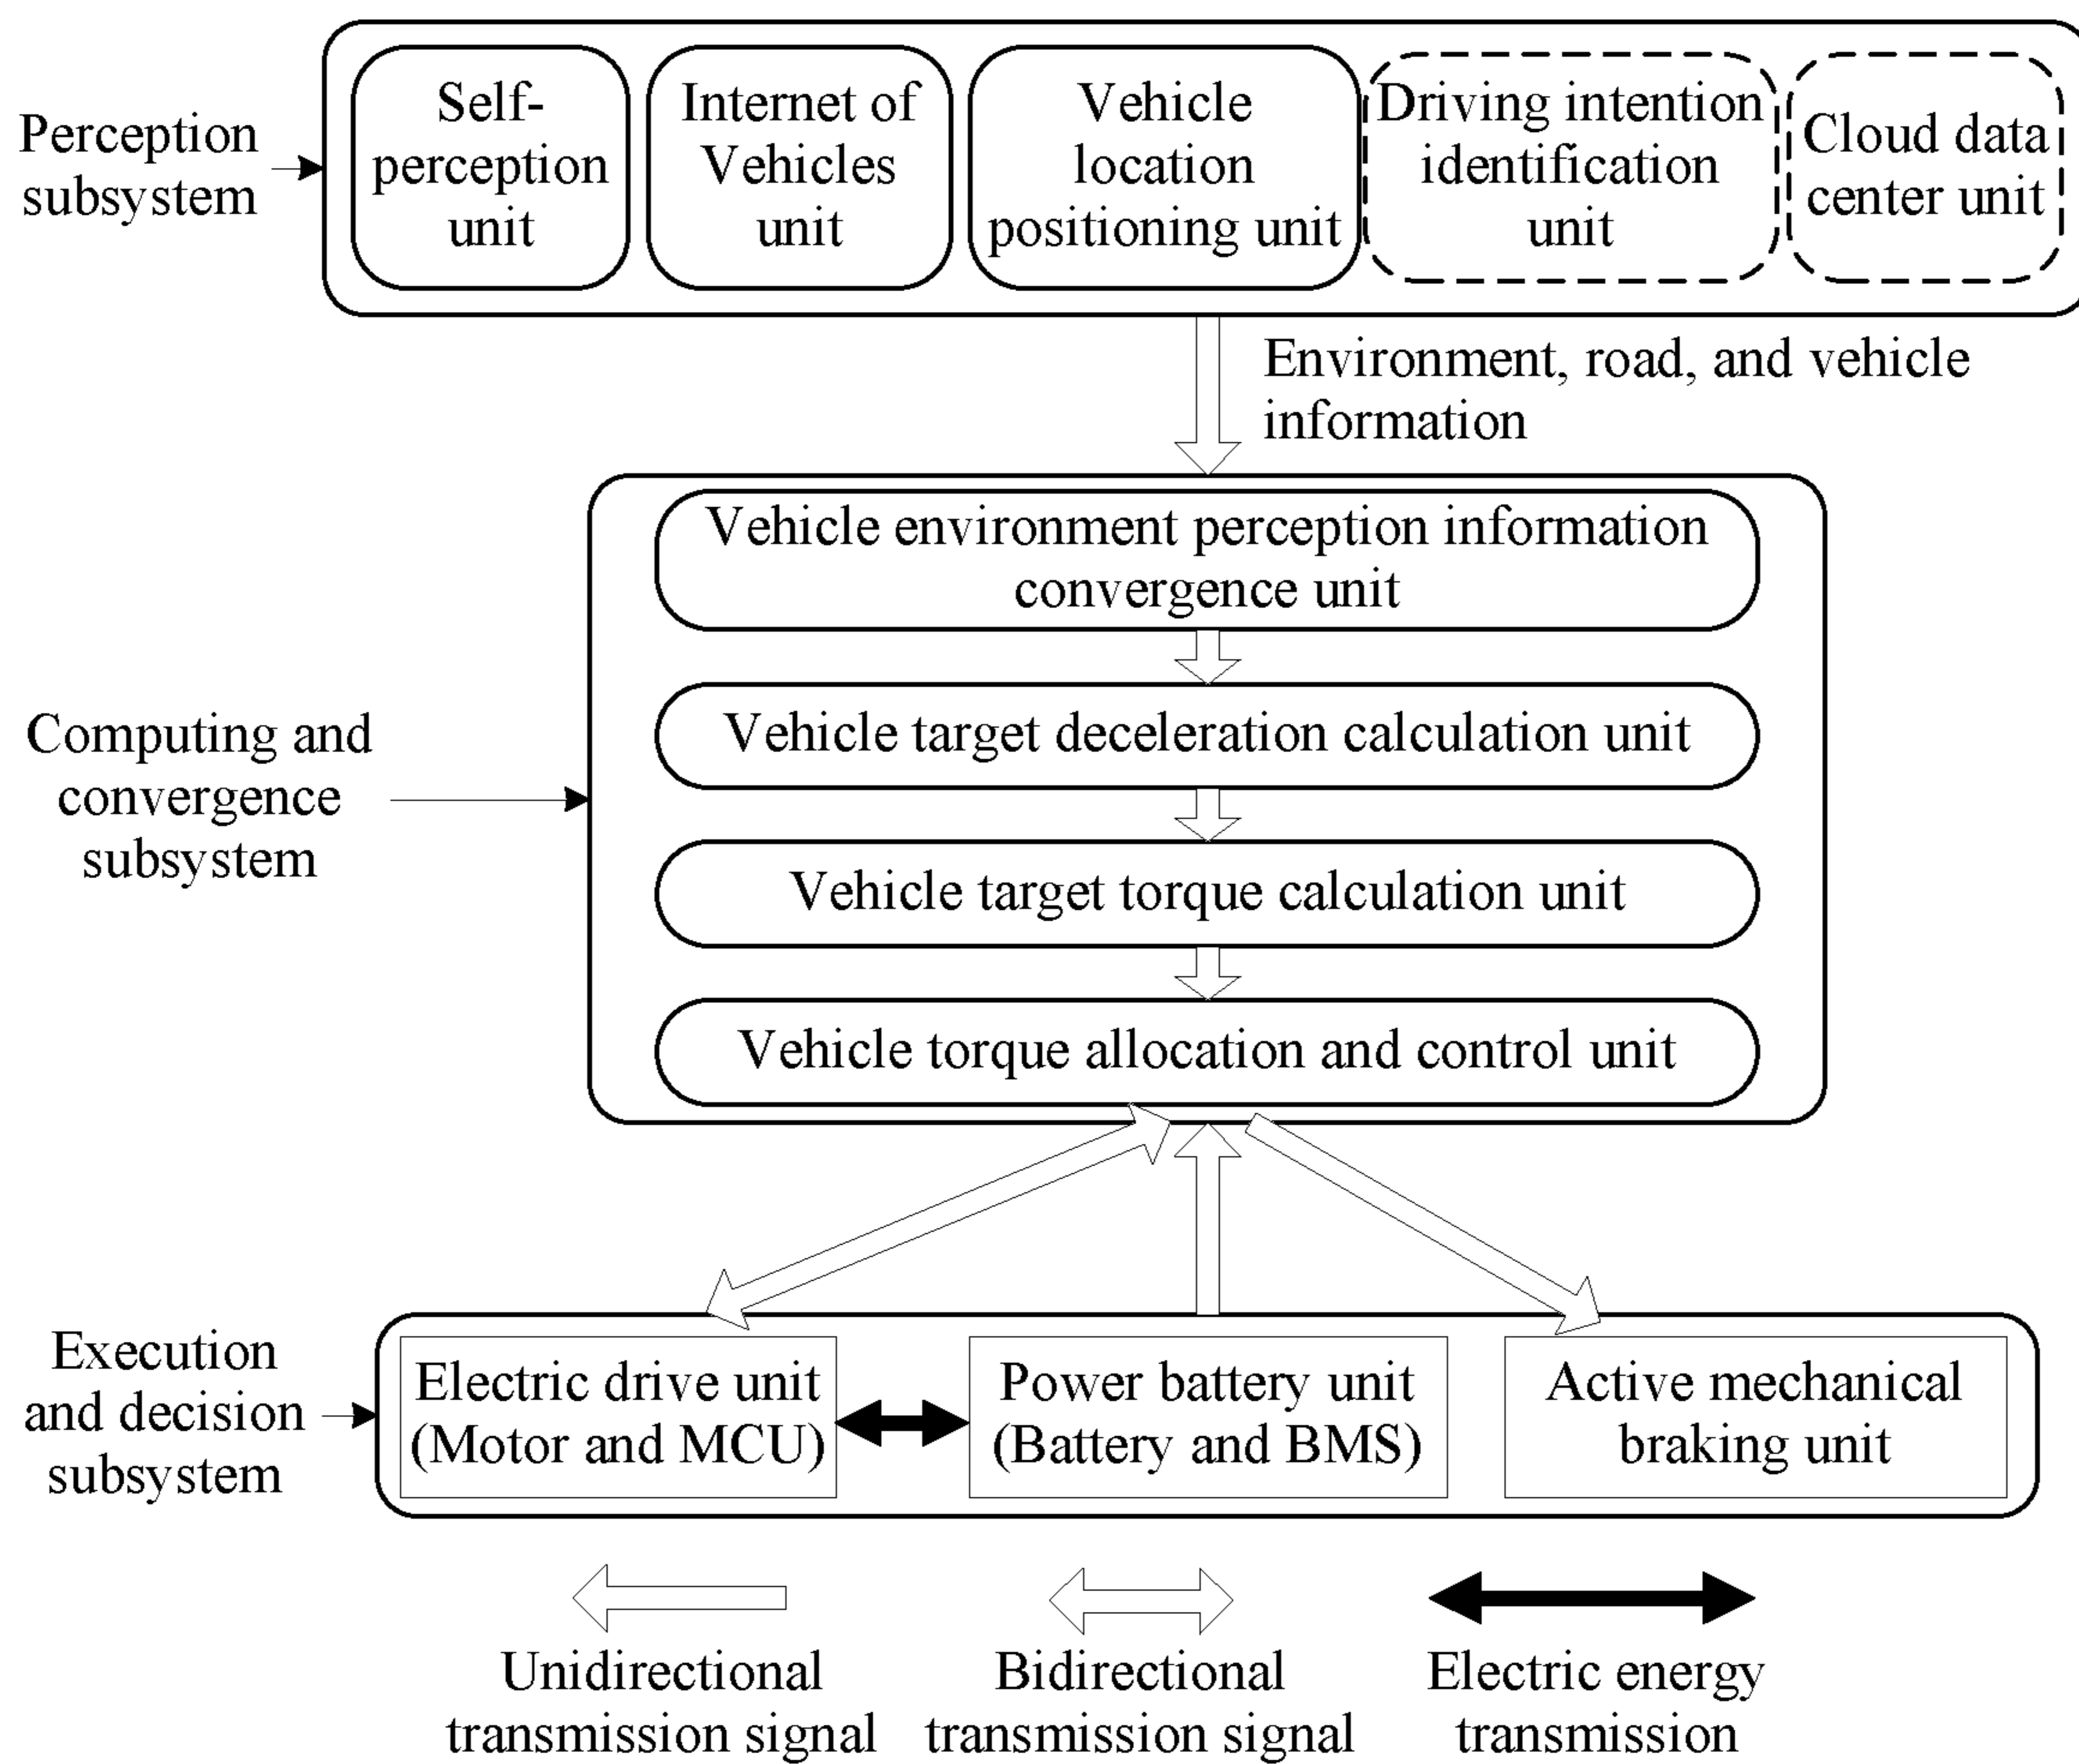 Perception
subsystem
Self-
perception
unit
Internet of
Vehicles
unit
Vehicle
location
positioning unit
Driving intention
identification
unit
Cloud data
center unit
Environment, road, and vehicle
information
Computing and
convergence
subsystem
Vehicle environment perception information
convergence unit
Vehicle target deceleration calculation unit
Vehicle target torque calculation unit
Vehicle torque allocation and control unit
Execution
and decision
subsystem
Electric drive unit
(Motor and MCU)
Power battery unit
(Battery and BMS)
Active mechanical
braking unit
Unidirectional
transmission signal
Bidirectional
transmission signal
Electric energy
transmission